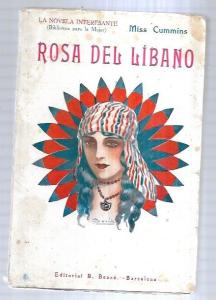 LA NOVELA INTERESANTE
(Biblioteca para la Mujer)
Miss Cummins
ROSA DEL LÍBANO
Editorial B. Bauzá.-Barcelona